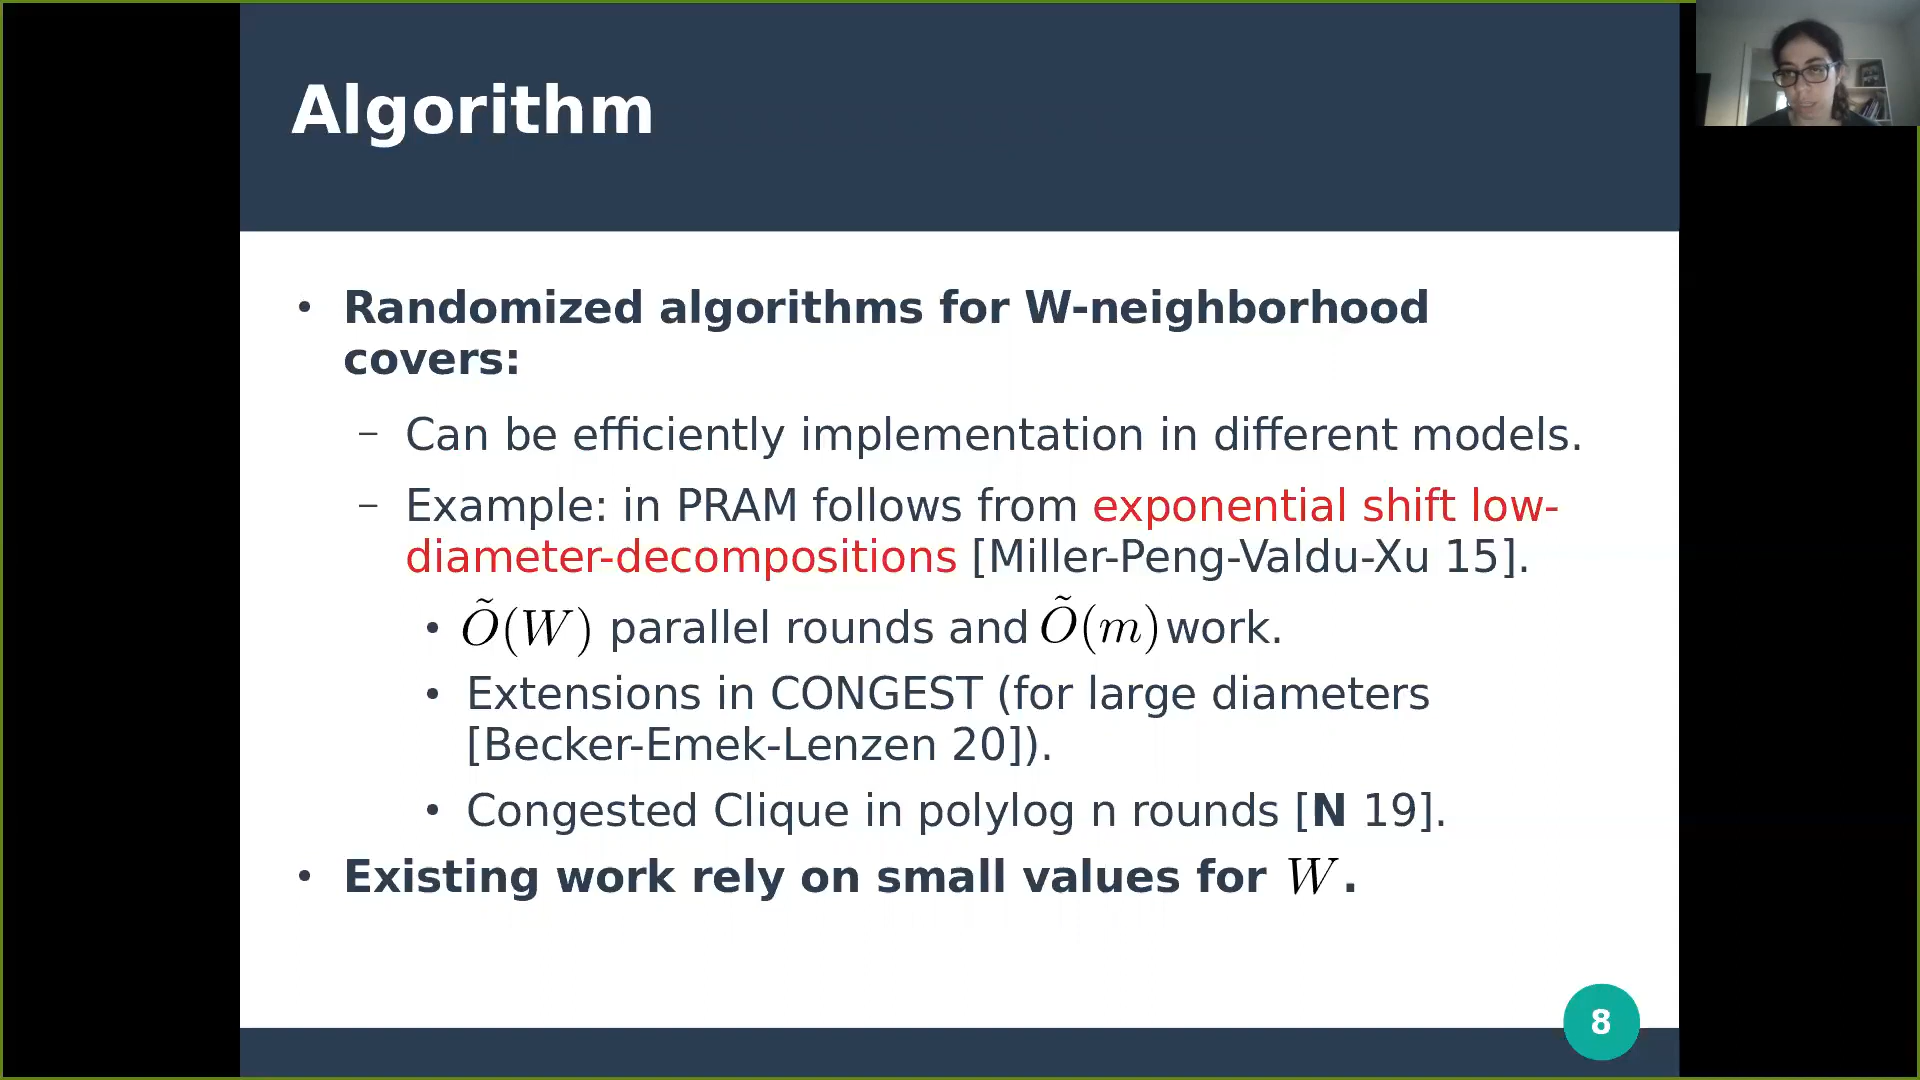 Algorithm
• Randomized algorithms for W-neighborhood
covers:
– Can be efficiently implementation in different models.
– Example: in PRAM follows from exponential shift low-
diameter-decompositions [Miller-Peng-Valdu-Xu 15].
• Õ(W) parallel rounds and Õ(m) work.
• Extensions in CONGEST (for large diameters
[Becker-Emek-Lenzen 20]).
• Congested Clique in polylog n rounds [N 19].
• Existing work rely on small values for W.
8